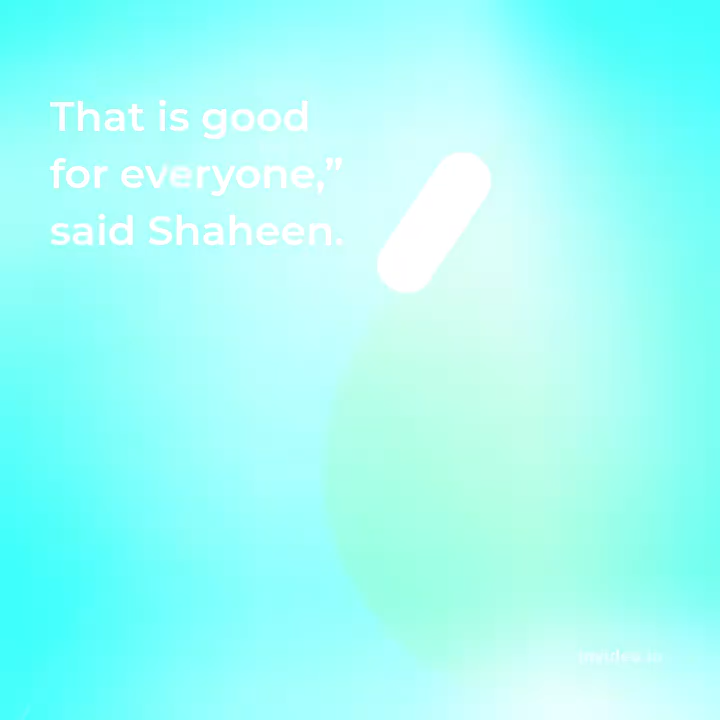 That is good
for everyone,”
said Shaheen.